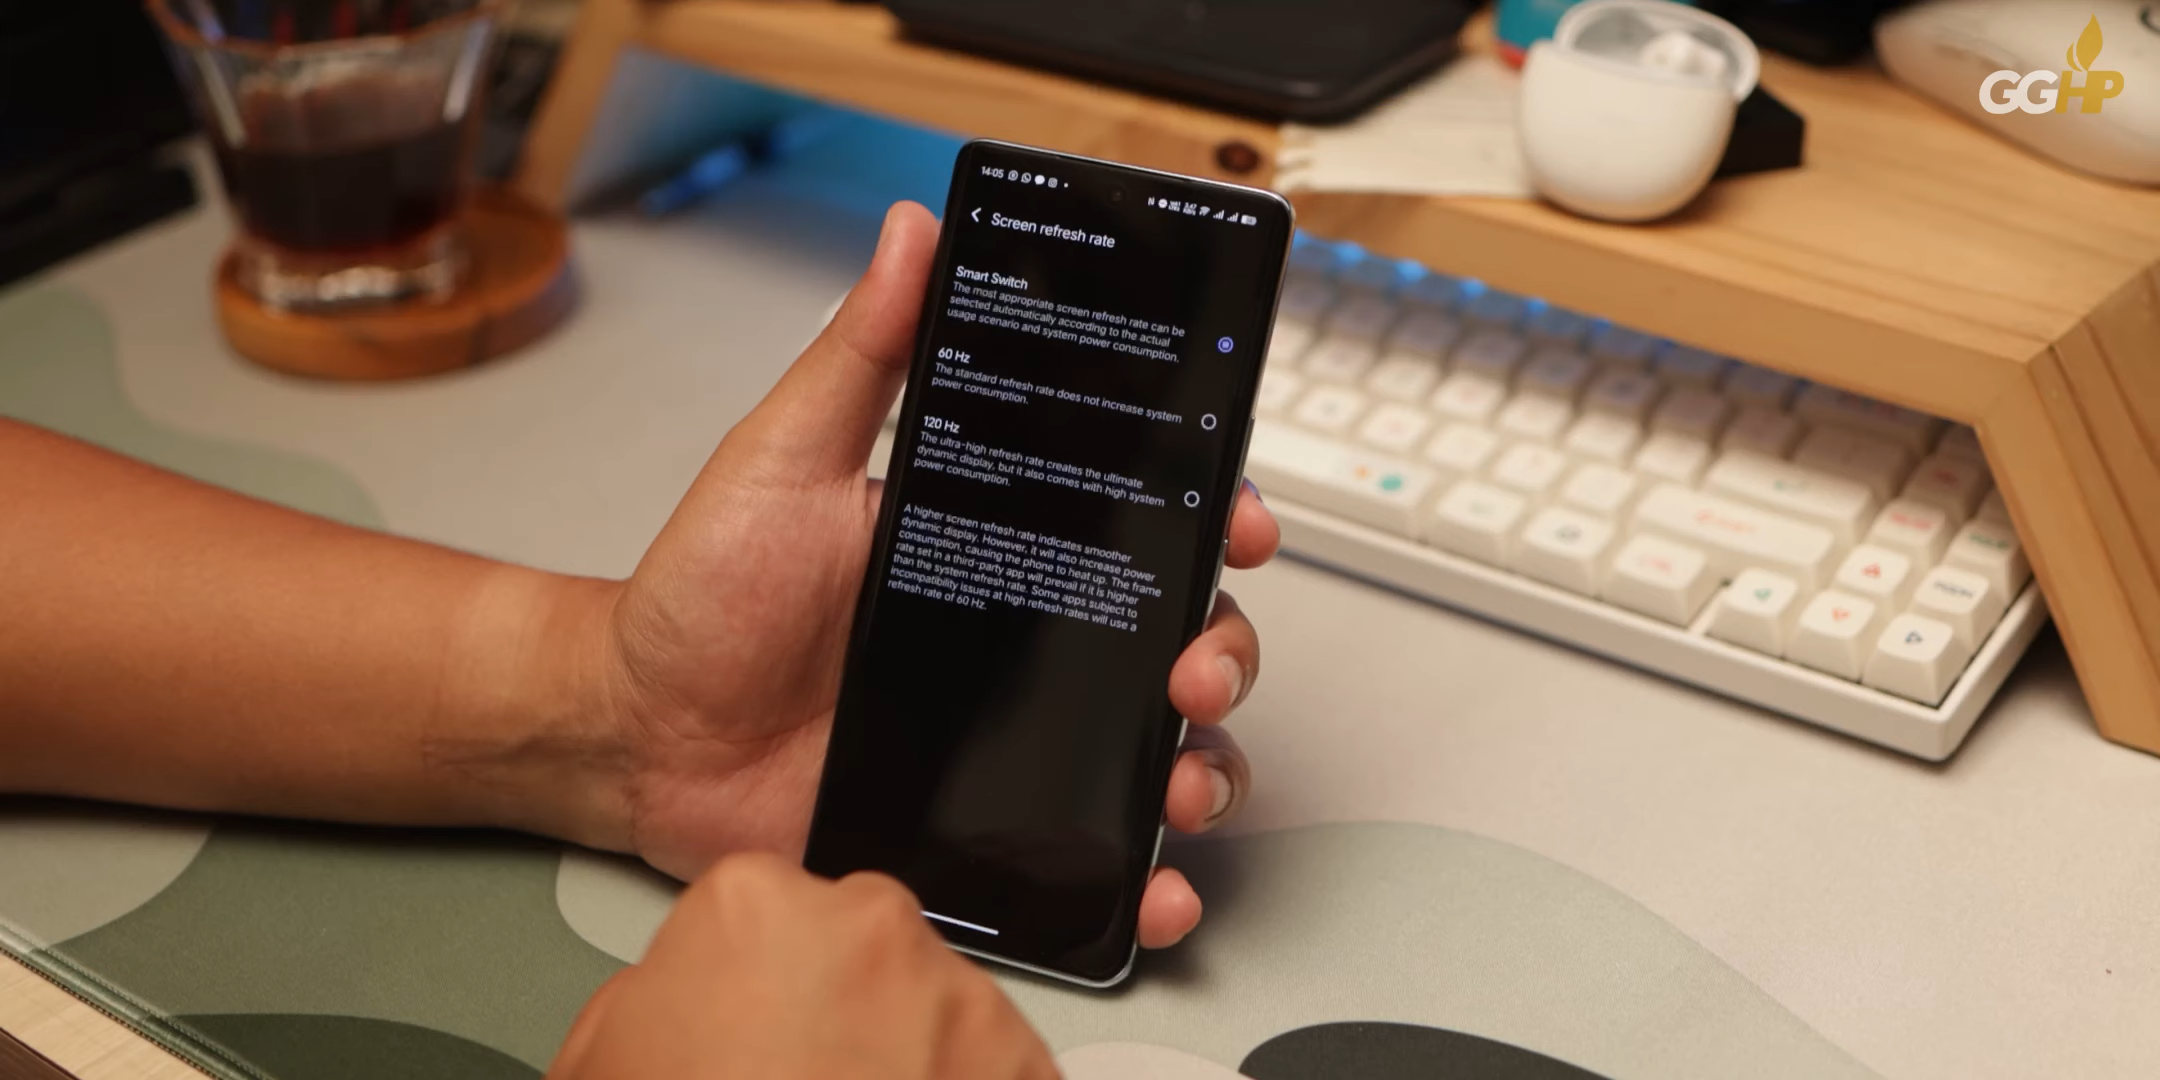 GGHP
14:05
Screen refresh rate
Smart Switch
The most appropriate screen refresh rate can be
selected automatically according to the actual
usage scenario and system power consumption.
60 Hz
The standard refresh rate does not increase system
power consumption.
120 Hz
The ultra-high refresh rate creates the ultimate
dynamic display, but it also comes with high system
power consumption.
A higher screen refresh rate indicates smoother
dynamic display. However, it will also increase power
consumption, causing the phone to heat up. The frame
rate set in a third-party app will prevail if it is higher
than the system refresh rate. Some apps subject to
incompatibility issues at high refresh rates will use a
refresh rate of 60 Hz.